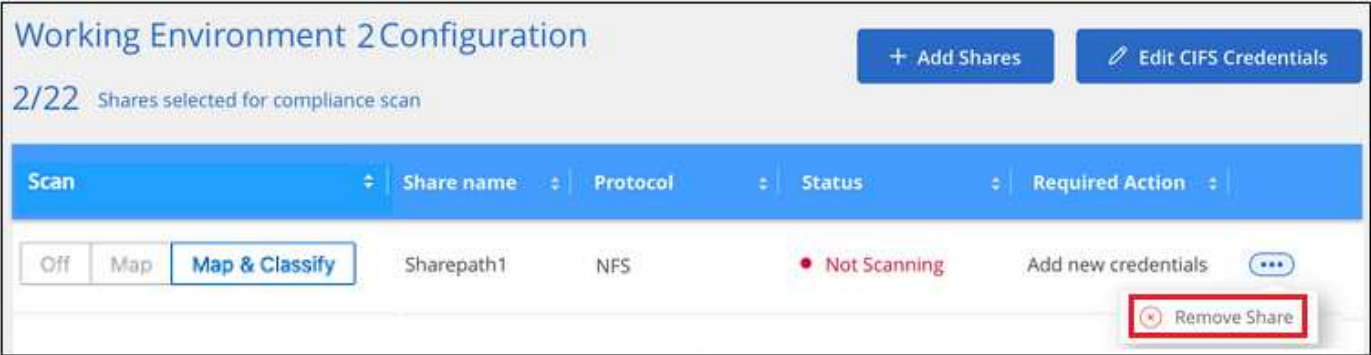 Working Environment 2 Configuration
+ Add Shares
Edit CIFS Credentials
2/22 Shares selected for compliance scan
Scan Share name Protocol Status Required Action
Off Map Map & Classify Sharepath1 NFS Not Scanning Add new credentials
Remove Share